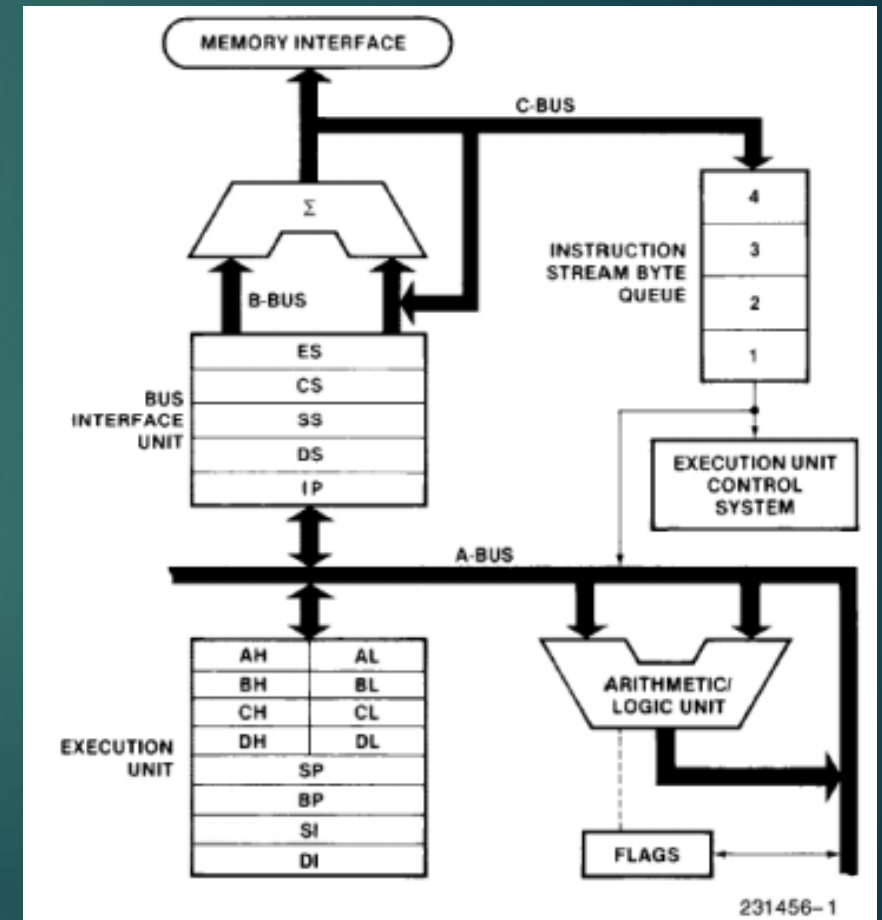 MEMORY INTERFACE
C-BUS
Σ
4
3
2
1
INSTRUCTION
STREAM BYTE
QUEUE
B-BUS
ES
CS
SS
DS
IP
BUS
INTERFACE
UNIT
EXECUTION UNIT
CONTROL
SYSTEM
A-BUS
AH AL
BH BL
CH CL
DH DL
SP
BP
SI
DI
EXECUTION
UNIT
ARITHMETIC/
LOGIC UNIT
FLAGS
231456-1